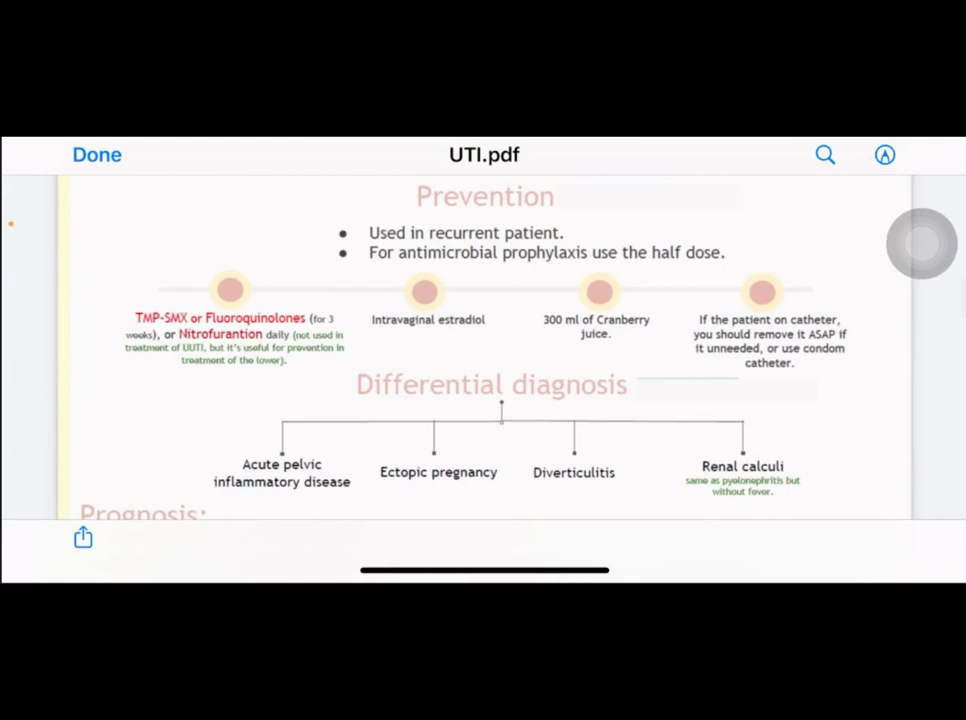 Done
UTI.pdf
Prevention
● Used in recurrent patient.
● For antimicrobial prophylaxis use the half dose.
TMP-SMX or Fluoroquinolones (for 3
weeks), or Nitrofurantion daily (not used in
treatment of UUTI, but it's useful for prevention in
treatment of the lower).
Intravaginal estradiol
300 ml of Cranberry
juice.
If the patient on catheter,
you should remove it ASAP if
it unneeded, or use condom
catheter.
Differential diagnosis
Acute pelvic
inflammatory disease
Ectopic pregnancy
Diverticulitis
Renal calculi
same as pyelonephritis but
without fever.
Prognosis: